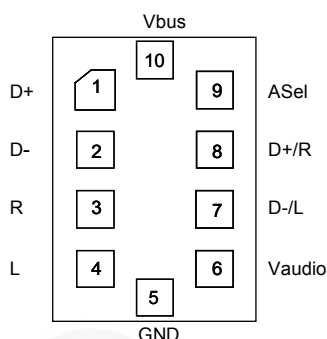 Vbus
10
D+ 1 9 ASel
D- 2 8 D+/R
R 3 7 D-/L
L 4 6 Vaudio
5
GND